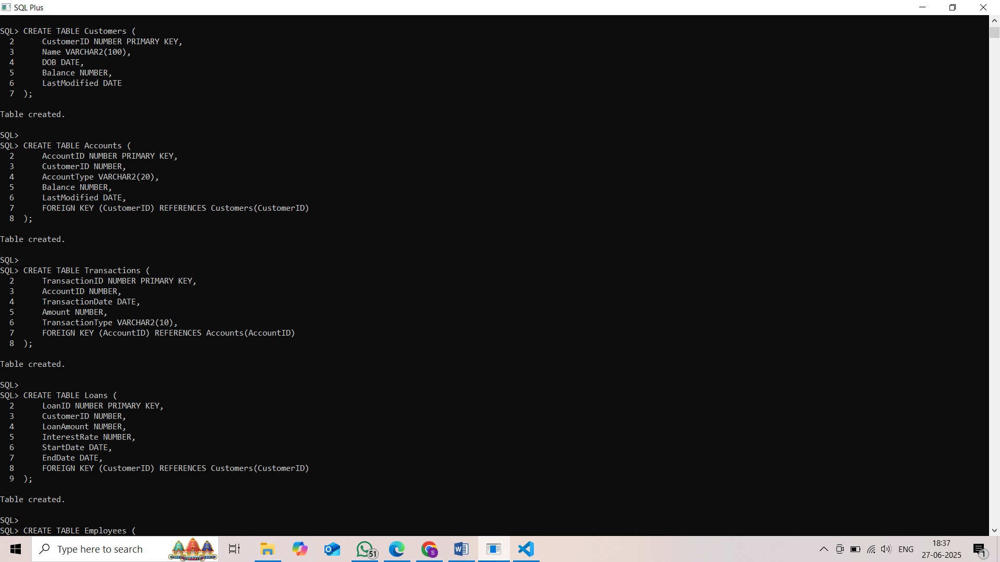 SQL Plus
SQL> CREATE TABLE Customers (
  2      CustomerID NUMBER PRIMARY KEY,
  3      Name VARCHAR2(100),
  4      DOB DATE,
  5      Balance NUMBER,
  6      LastModified DATE
  7  );
Table created.
SQL>
SQL> CREATE TABLE Accounts (
  2      AccountID NUMBER PRIMARY KEY,
  3      CustomerID NUMBER,
  4      AccountType VARCHAR2(20),
  5      Balance NUMBER,
  6      LastModified DATE,
  7      FOREIGN KEY (CustomerID) REFERENCES Customers(CustomerID)
  8  );
Table created.
SQL>
SQL> CREATE TABLE Transactions (
  2      TransactionID NUMBER PRIMARY KEY,
  3      AccountID NUMBER,
  4      TransactionDate DATE,
  5      Amount NUMBER,
  6      TransactionType VARCHAR2(10),
  7      FOREIGN KEY (AccountID) REFERENCES Accounts(AccountID)
  8  );
Table created.
SQL>
SQL> CREATE TABLE Loans (
  2      LoanID NUMBER PRIMARY KEY,
  3      CustomerID NUMBER,
  4      LoanAmount NUMBER,
  5      InterestRate NUMBER,
  6      StartDate DATE,
  7      EndDate DATE,
  8      FOREIGN KEY (CustomerID) REFERENCES Customers(CustomerID)
  9  );
Table created.
SQL>
SQL> CREATE TABLE Employees (
Type here to search
51
S
ENG
18:37
27-06-2025
1